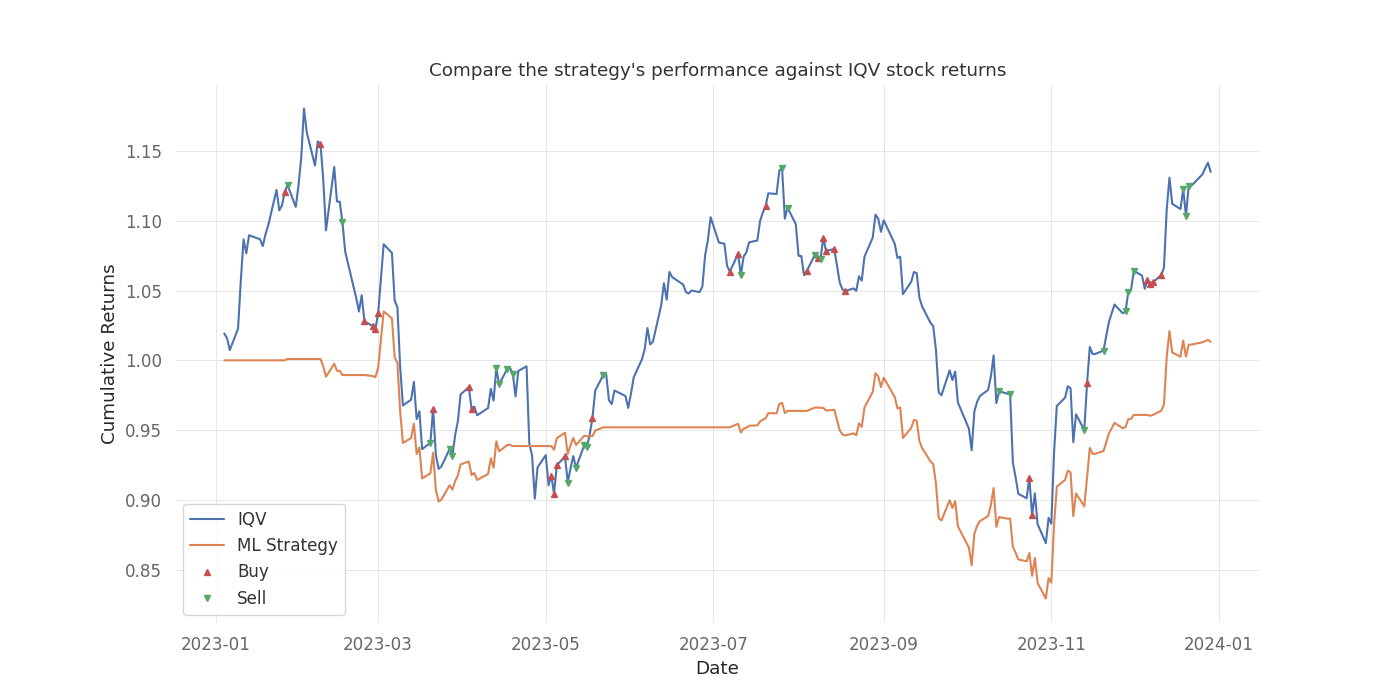 Compare the strategy's performance against IQV stock returns
Cumulative Returns
1.15
1.10
1.05
1.00
0.95
0.90
0.85
IQV
ML Strategy
Buy
Sell
2023-01 2023-03 2023-05 2023-07 2023-09 2023-11 2024-01
Date